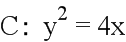 C: y² = 4x